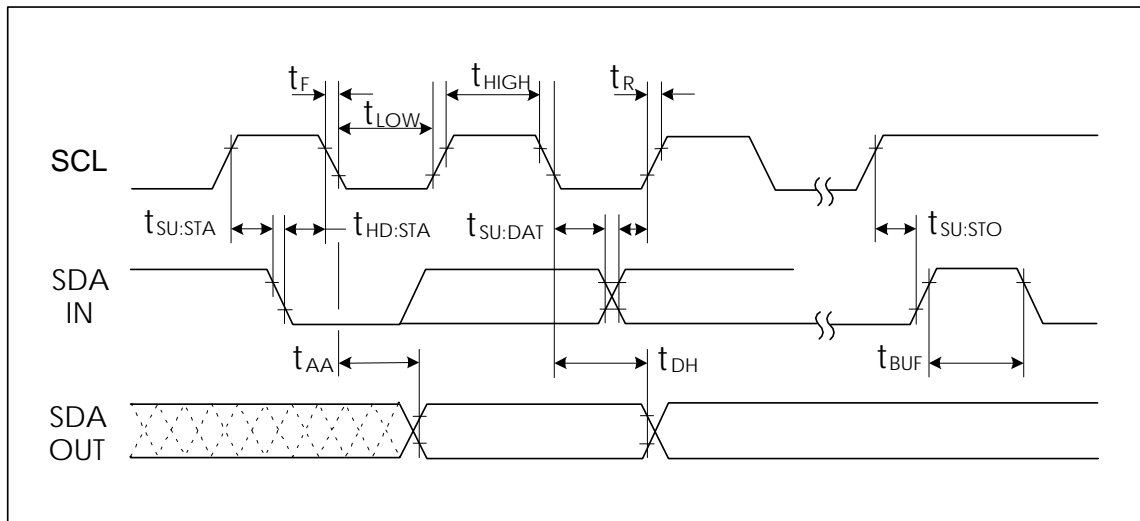 tF
tHIGH
tR
tLOW
SCL
tSU:STA
tHD:STA
tSU:DAT
tSU:STO
SDA
IN
tAA
tDH
tBUF
SDA
OUT